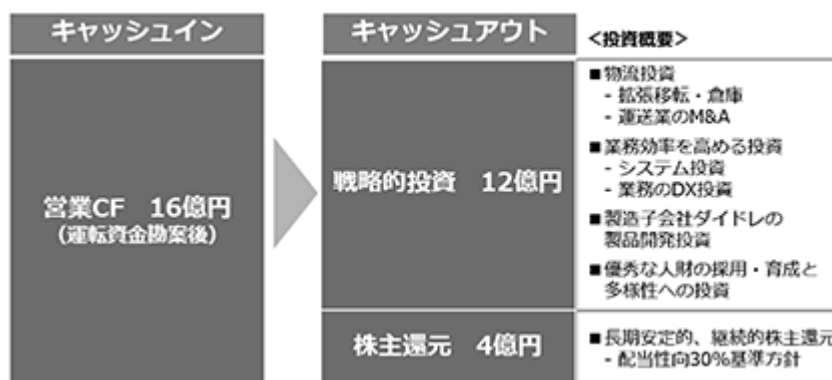 キャッシュイン
キャッシュアウト
<投資概要>
営業CF 16億円
(運転資金勘案後)
戦略的投資 12億円
■物流投資
- 拡張移転・倉庫
- 運送業のM&A
■業務効率を高める投資
- システム投資
- 業務のDX投資
■製造子会社ダイドレの
製品開発投資
■優秀な人財の採用・育成と
多様性への投資
株主還元 4億円
■長期安定的、継続的株主還元
- 配当性向30%基準方針